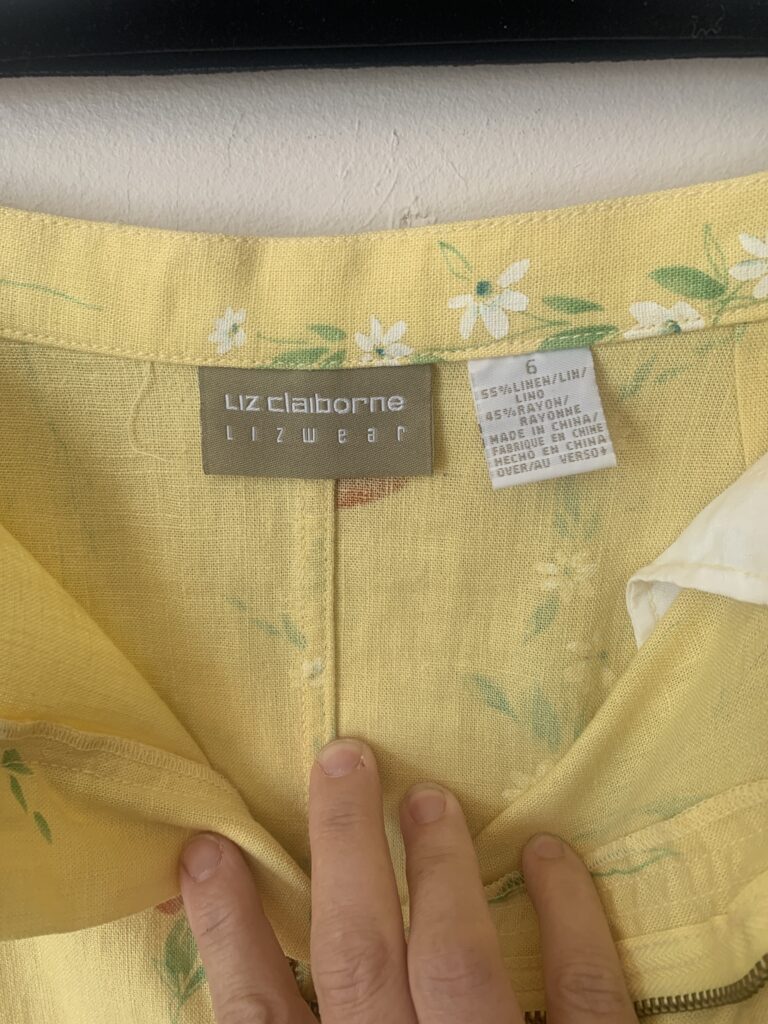 LIZ CLAIBORNE
LIZWEAR
6
55%LINEN/LIN/
LINO
45%RAYON/
RAYONNE
MADE IN CHINA/
FABRIQUE EN CHINE
HECHO EN CHINA
OVER/AU VERSO